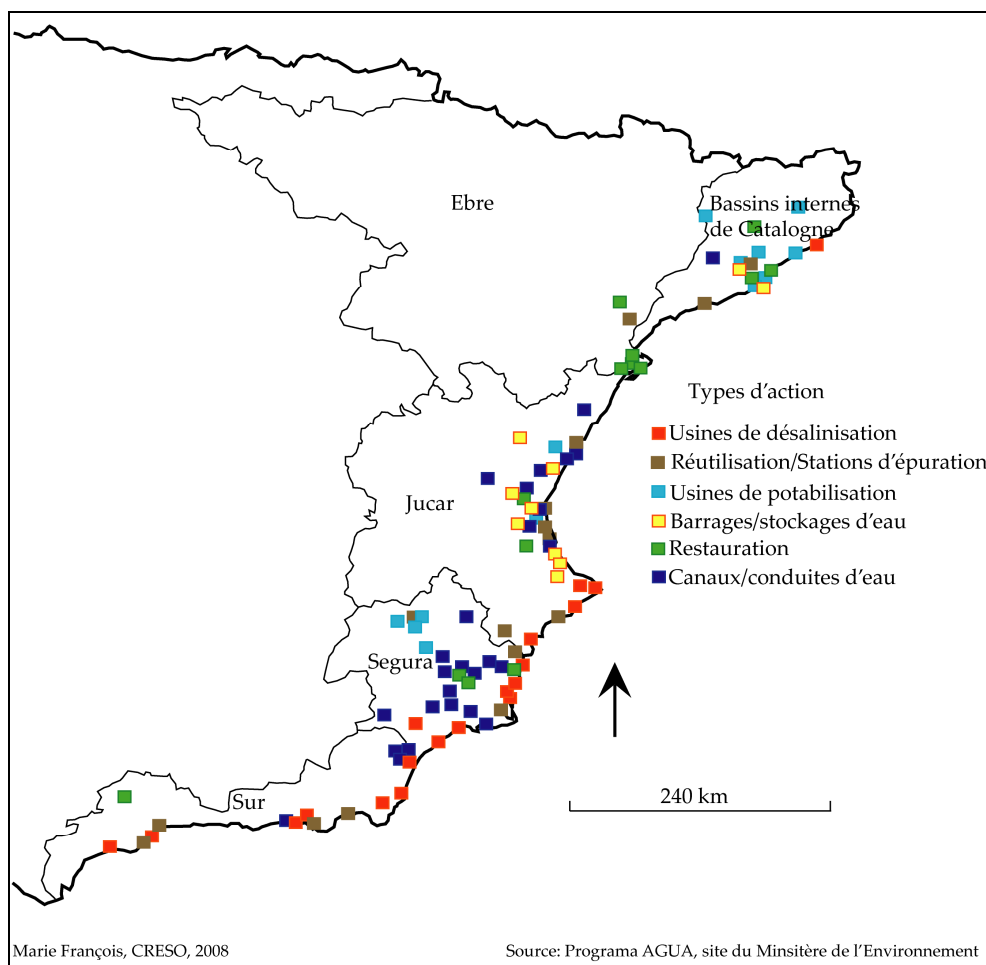 Ebre
Bassins internes
de Catalogne
Types d'action
Usines de désalinisation
Réutilisation/Stations d'épuration
Usines de potabilisation
Barrages/stockages d'eau
Restauration
Canaux/conduites d'eau
Jucar
Segura
Sur
240 km
Marie François, CRESO, 2008
Source: Programa AGUA, site du Minsitère de l'Environnement